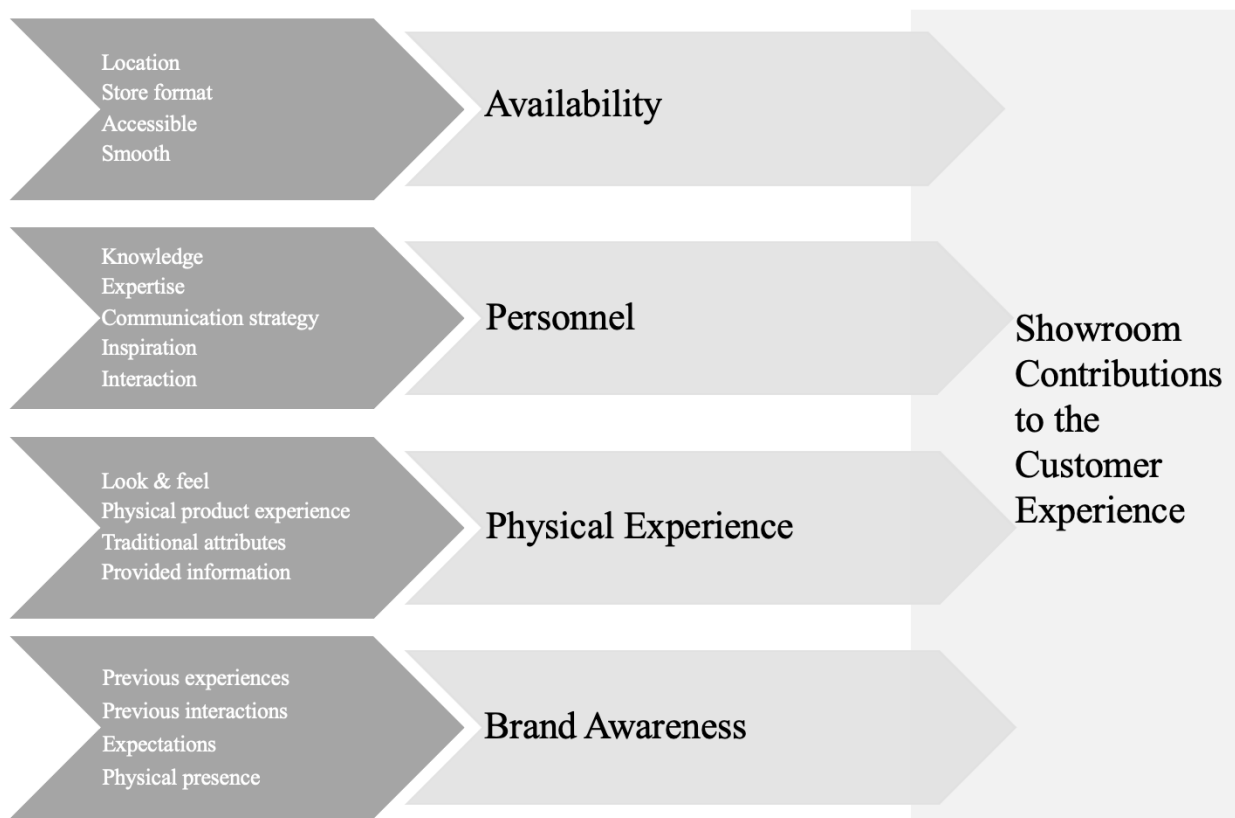 Location
Store format
Accessible
Smooth
Availability
Knowledge
Expertise
Communication strategy
Inspiration
Interaction
Personnel
Look & feel
Physical product experience
Traditional attributes
Provided information
Physical Experience
Previous experiences
Previous interactions
Expectations
Physical presence
Brand Awareness
Showroom
Contributions
to the
Customer
Experience